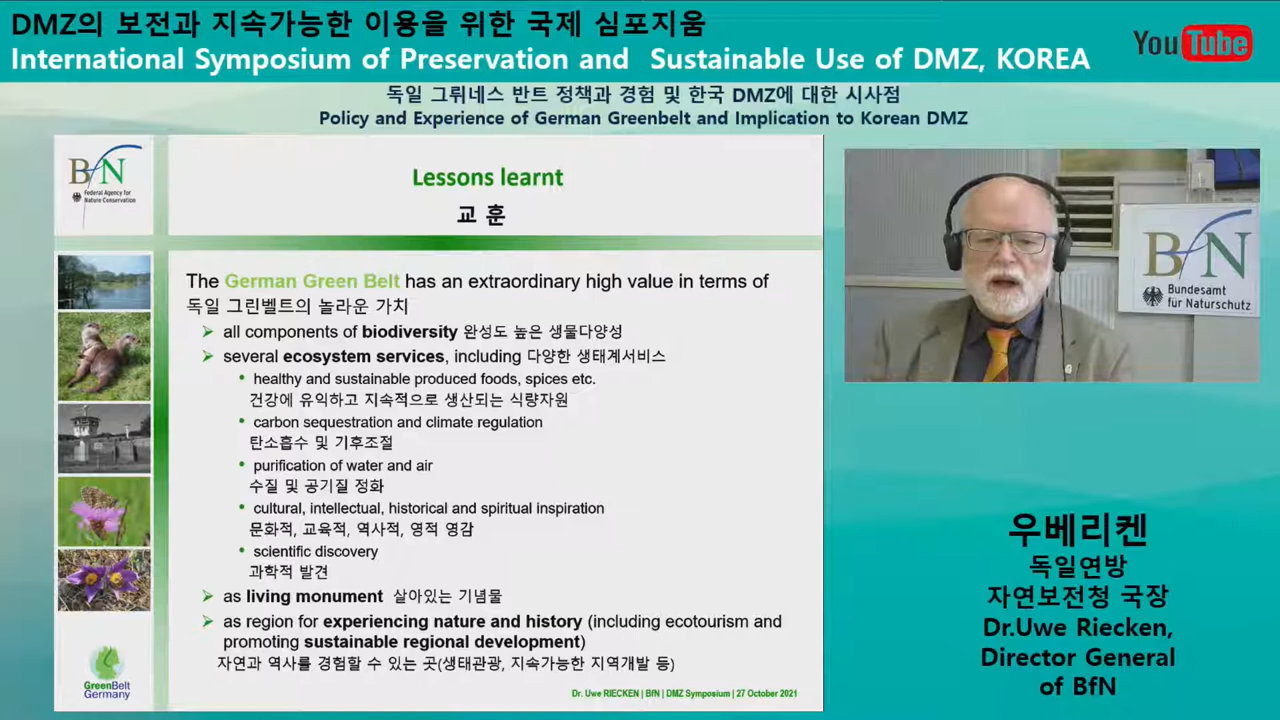 DMZ의 보전과 지속가능한 이용을 위한 국제 심포지움
International Symposium of Preservation and Sustainable Use of DMZ, KOREA
YouTube
독일 그뤼네스 반트 정책과 경험 및 한국 DMZ에 대한 시사점
Policy and Experience of German Greenbelt and Implication to Korean DMZ
BfN
Federal Agency for
Nature Conservation
Lessons learnt
교 훈
The German Green Belt has an extraordinary high value in terms of
독일 그린벨트의 놀라운 가치
all components of biodiversity 완성도 높은 생물다양성
several ecosystem services, including 다양한 생태계서비스
healthy and sustainable produced foods, spices etc.
건강에 유익하고 지속적으로 생산되는 식량자원
carbon sequestration and climate regulation
탄소흡수 및 기후조절
purification of water and air
수질 및 공기질 정화
cultural, intellectual, historical and spiritual inspiration
문화적, 교육적, 역사적, 영적 영감
scientific discovery
과학적 발견
as living monument 살아있는 기념물
as region for experiencing nature and history (including ecotourism and
promoting sustainable regional development)
자연과 역사를 경험할 수 있는 곳(생태관광, 지속가능한 지역개발 등)
GreenBelt
Germany
Dr. Uwe RIECKEN | BfN | DMZ Symposium | 27 October 2021
BfN
Bundesamt
für Naturschutz
우베리켄
독일연방
자연보전청 국장
Dr.Uwe Riecken,
Director General
of BfN